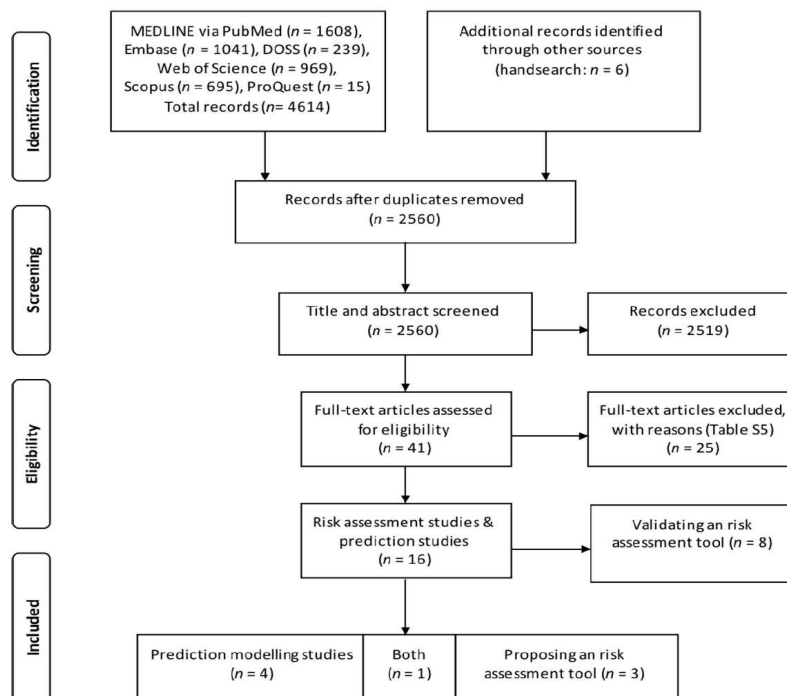 Identification
MEDLINE via PubMed (n = 1608),
Embase (n = 1041), DOSS (n = 239),
Web of Science (n = 969),
Scopus (n = 695), ProQuest (n = 15)
Total records (n= 4614)
Additional records identified
through other sources
(handsearch: n = 6)
Records after duplicates removed
(n = 2560)
Screening
Title and abstract screened
(n = 2560)
Records excluded
(n = 2519)
Eligibility
Full-text articles assessed
for eligibility
(n = 41)
Full-text articles excluded,
with reasons (Table S5)
(n = 25)
Risk assessment studies &
prediction studies
(n = 16)
Validating an risk
assessment tool (n = 8)
Included
Prediction modelling studies
(n = 4)
Both
(n = 1)
Proposing an risk
assessment tool (n = 3)